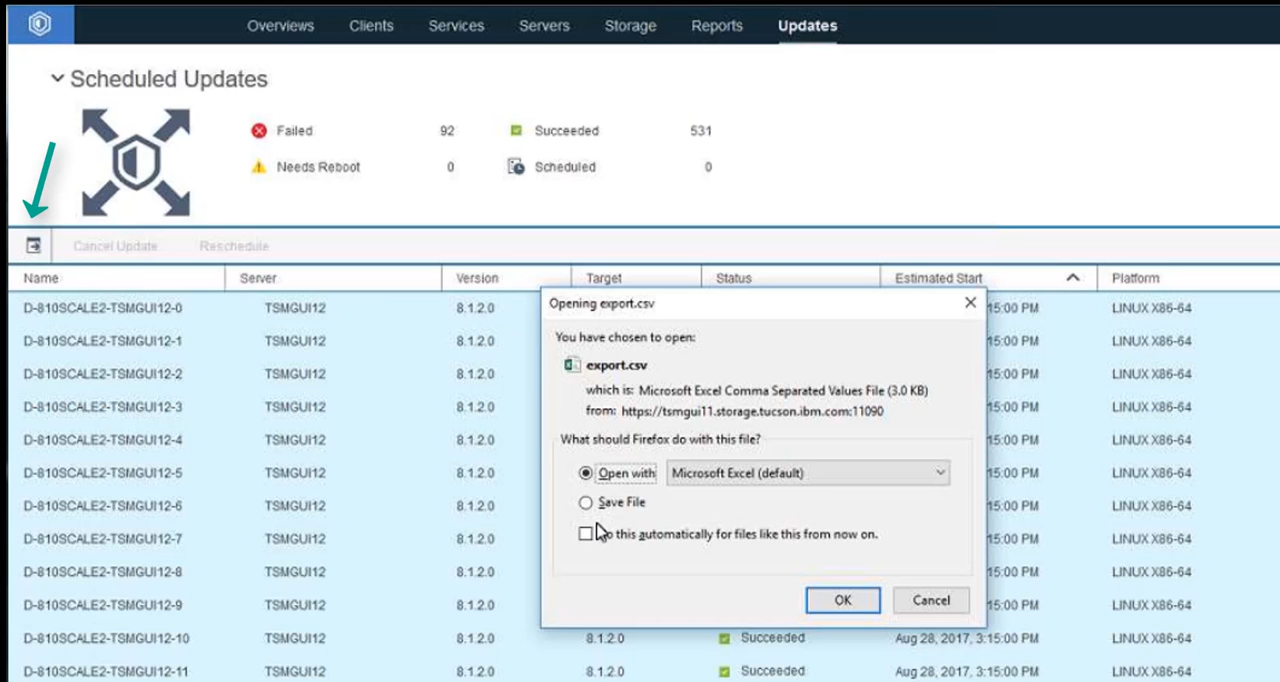 Overviews Clients Services Servers Storage Reports Updates
Scheduled Updates
Failed 92 Succeeded 531
Needs Reboot 0 Scheduled 0
Cancel Update Reschedule
Name Server Version Target Status Estimated Start Platform
D-810SCALE2-TSMGUI12-0 TSMGUI12 8.1.2.0 15:00 PM LINUX X86-64
D-810SCALE2-TSMGUI12-1 TSMGUI12 8.1.2.0 15:00 PM LINUX X86-64
D-810SCALE2-TSMGUI12-2 TSMGUI12 8.1.2.0 15:00 PM LINUX X86-64
D-810SCALE2-TSMGUI12-3 TSMGUI12 8.1.2.0 15:00 PM LINUX X86-64
D-810SCALE2-TSMGUI12-4 TSMGUI12 8.1.2.0 15:00 PM LINUX X86-64
D-810SCALE2-TSMGUI12-5 TSMGUI12 8.1.2.0 15:00 PM LINUX X86-64
D-810SCALE2-TSMGUI12-6 TSMGUI12 8.1.2.0 15:00 PM LINUX X86-64
D-810SCALE2-TSMGUI12-7 TSMGUI12 8.1.2.0 15:00 PM LINUX X86-64
D-810SCALE2-TSMGUI12-8 TSMGUI12 8.1.2.0 15:00 PM LINUX X86-64
D-810SCALE2-TSMGUI12-9 TSMGUI12 8.1.2.0 15:00 PM LINUX X86-64
D-810SCALE2-TSMGUI12-10 TSMGUI12 8.1.2.0 8.1.2.0 Succeeded Aug 28, 2017, 3:15:00 PM LINUX X86-64
D-810SCALE2-TSMGUI12-11 TSMGUI12 8.1.2.0 8.1.2.0 Succeeded Aug 28, 2017, 3:15:00 PM LINUX X86-64
Opening export.csv
You have chosen to open:
export.csv
which is: Microsoft Excel Comma Separated Values File (3.0 KB)
from: https://tsmgui11.storage.tucson.ibm.com:11090
What should Firefox do with this file?
Open with Microsoft Excel (default)
Save File
this automatically for files like this from now on.
OK Cancel